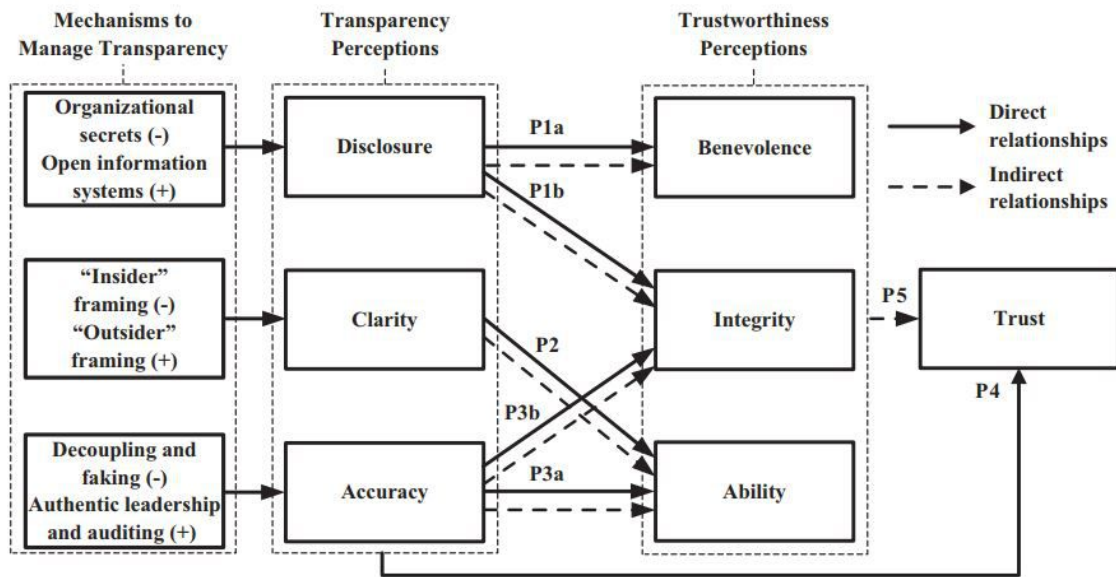 Mechanisms to
Manage Transparency
Transparency
Perceptions
Trustworthiness
Perceptions
Organizational
secrets (-)
Open information
systems (+)
Disclosure
P1a
Benevolence
P1b
Direct
relationships
Indirect
relationships
“Insider”
framing (-)
“Outsider”
framing (+)
Clarity
P2
Integrity
P5
Trust
P4
Decoupling and
faking (-)
Authentic leadership
and auditing (+)
Accuracy
P3b
P3a
Ability